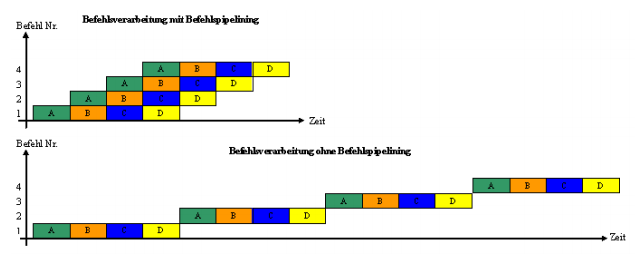 Befehlsverarbeitung mit Befehlspipelining
Befehl Nr.
4 A B C D
3 A B C D
2 A B C D
1 A B C D
Zeit
Befehl Nr.
Befehlsverarbeitung ohne Befehlspipelining
4 A B C D
3 A B C D
2 A B C D
1 A B C D
Zeit